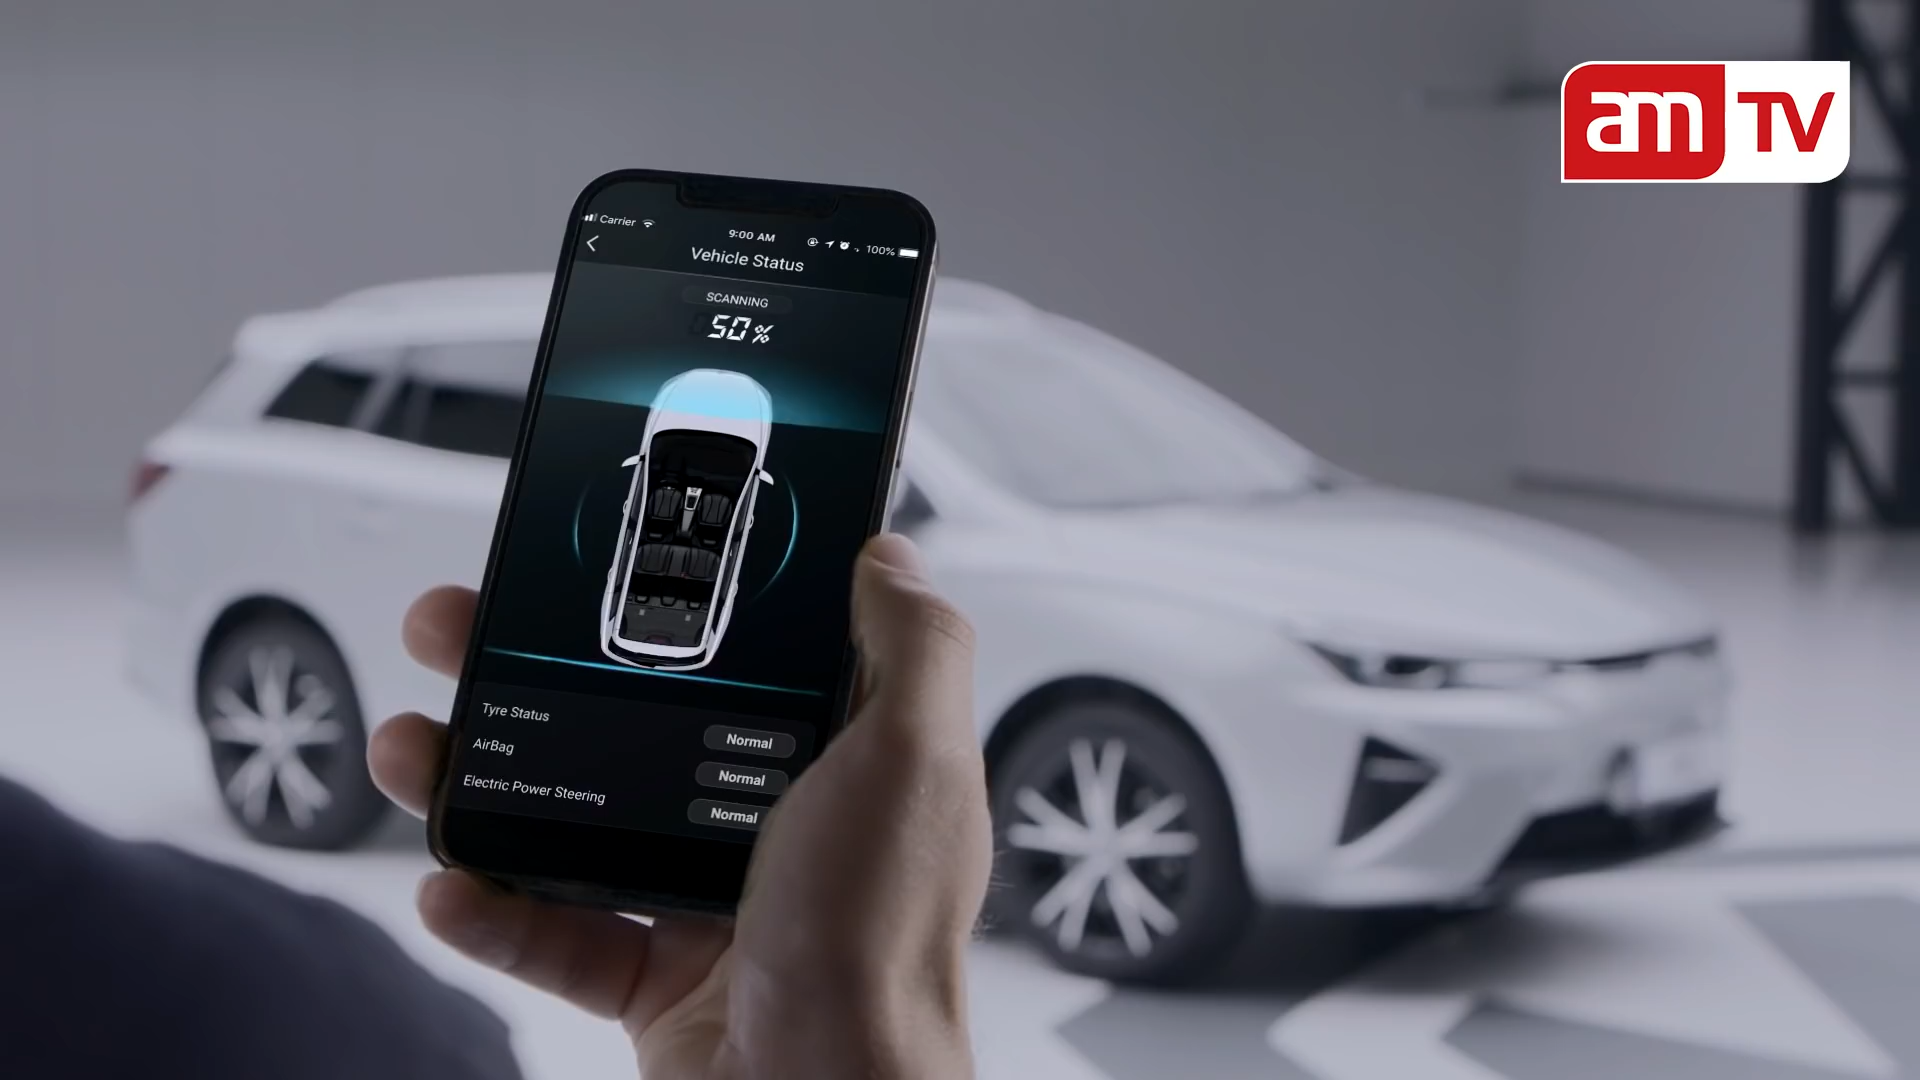 am TV
Carrier
9:00 AM
100%
Vehicle Status
SCANNING
50%
Tyre Status
Normal
AirBag
Normal
Electric Power Steering
Normal